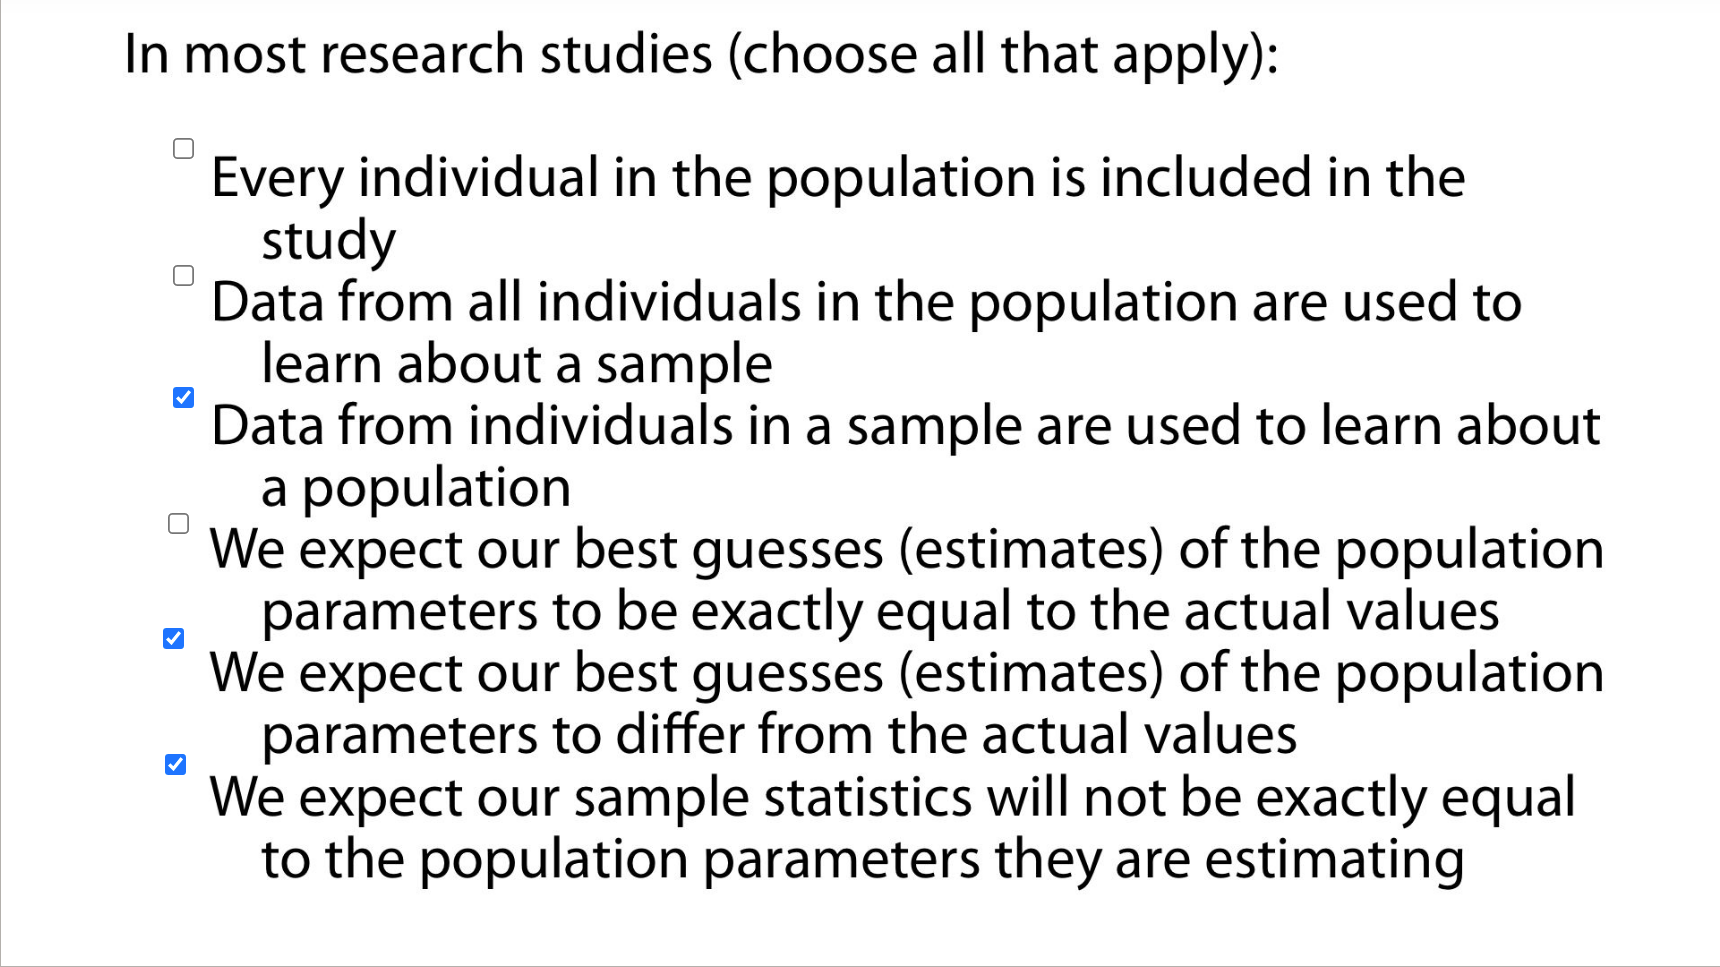 In most research studies (choose all that apply):
Every individual in the population is included in the
study
Data from all individuals in the population are used to
learn about a sample
Data from individuals in a sample are used to learn about
a population
We expect our best guesses (estimates) of the population
parameters to be exactly equal to the actual values
We expect our best guesses (estimates) of the population
parameters to differ from the actual values
We expect our sample statistics will not be exactly equal
to the population parameters they are estimating